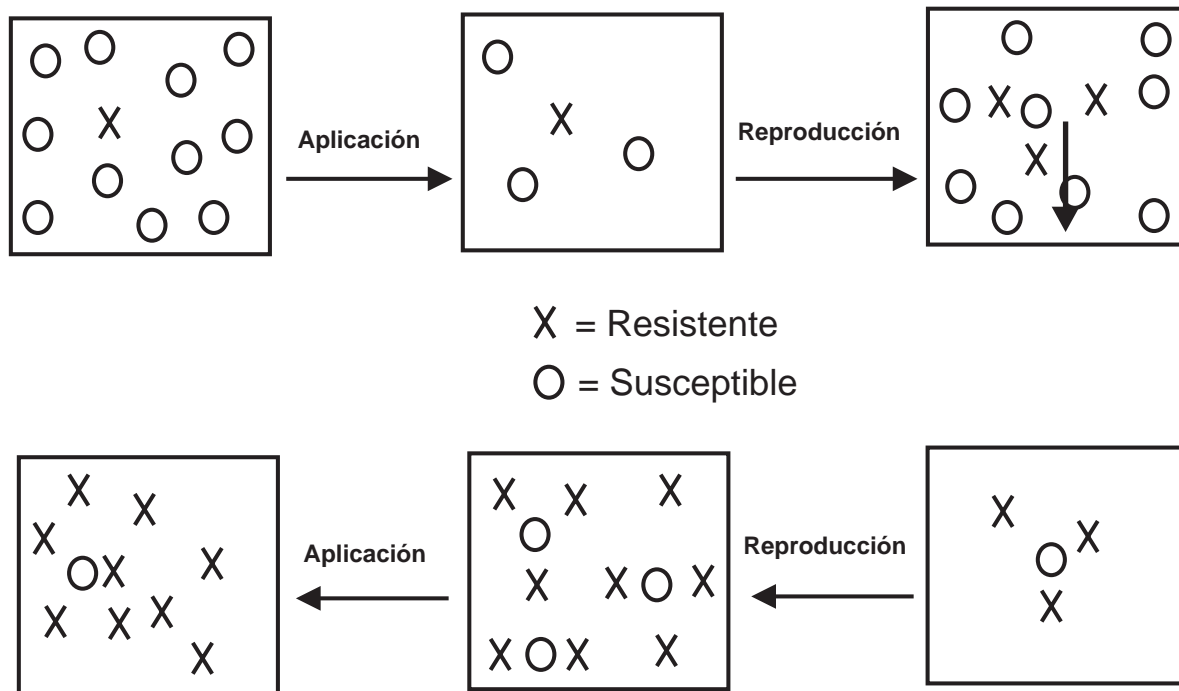 Aplicación
Reproducción
X = Resistente
O = Susceptible
Aplicación
Reproducción